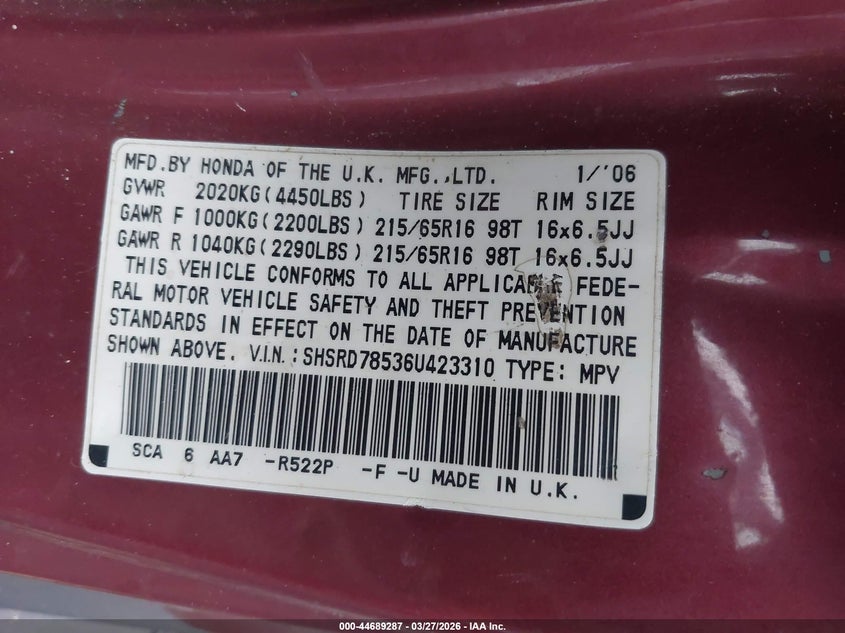 MFD.BY HONDA OF THE U.K. MFG.,LTD. 1/'06
GVWR 2020KG(4450LBS) TIRE SIZE RIM SIZE
GAWR F 1000KG(2200LBS) 215/65R16 98T 16x6.5JJ
GAWR R 1040KG(2290LBS) 215/65R16 98T 16x6.5JJ
THIS VEHICLE CONFORMS TO ALL APPLICABLE FEDE-
RAL MOTOR VEHICLE SAFETY AND THEFT PREVENTION
STANDARDS IN EFFECT ON THE DATE OF MANUFACTURE
SHOWN ABOVE. V.I.N.:SHSRD78536U423310 TYPE: MPV
SCA 6 AA7 -R522P -F -U MADE IN U.K.
000-44689287 - 03/27/2026 - IAA Inc.